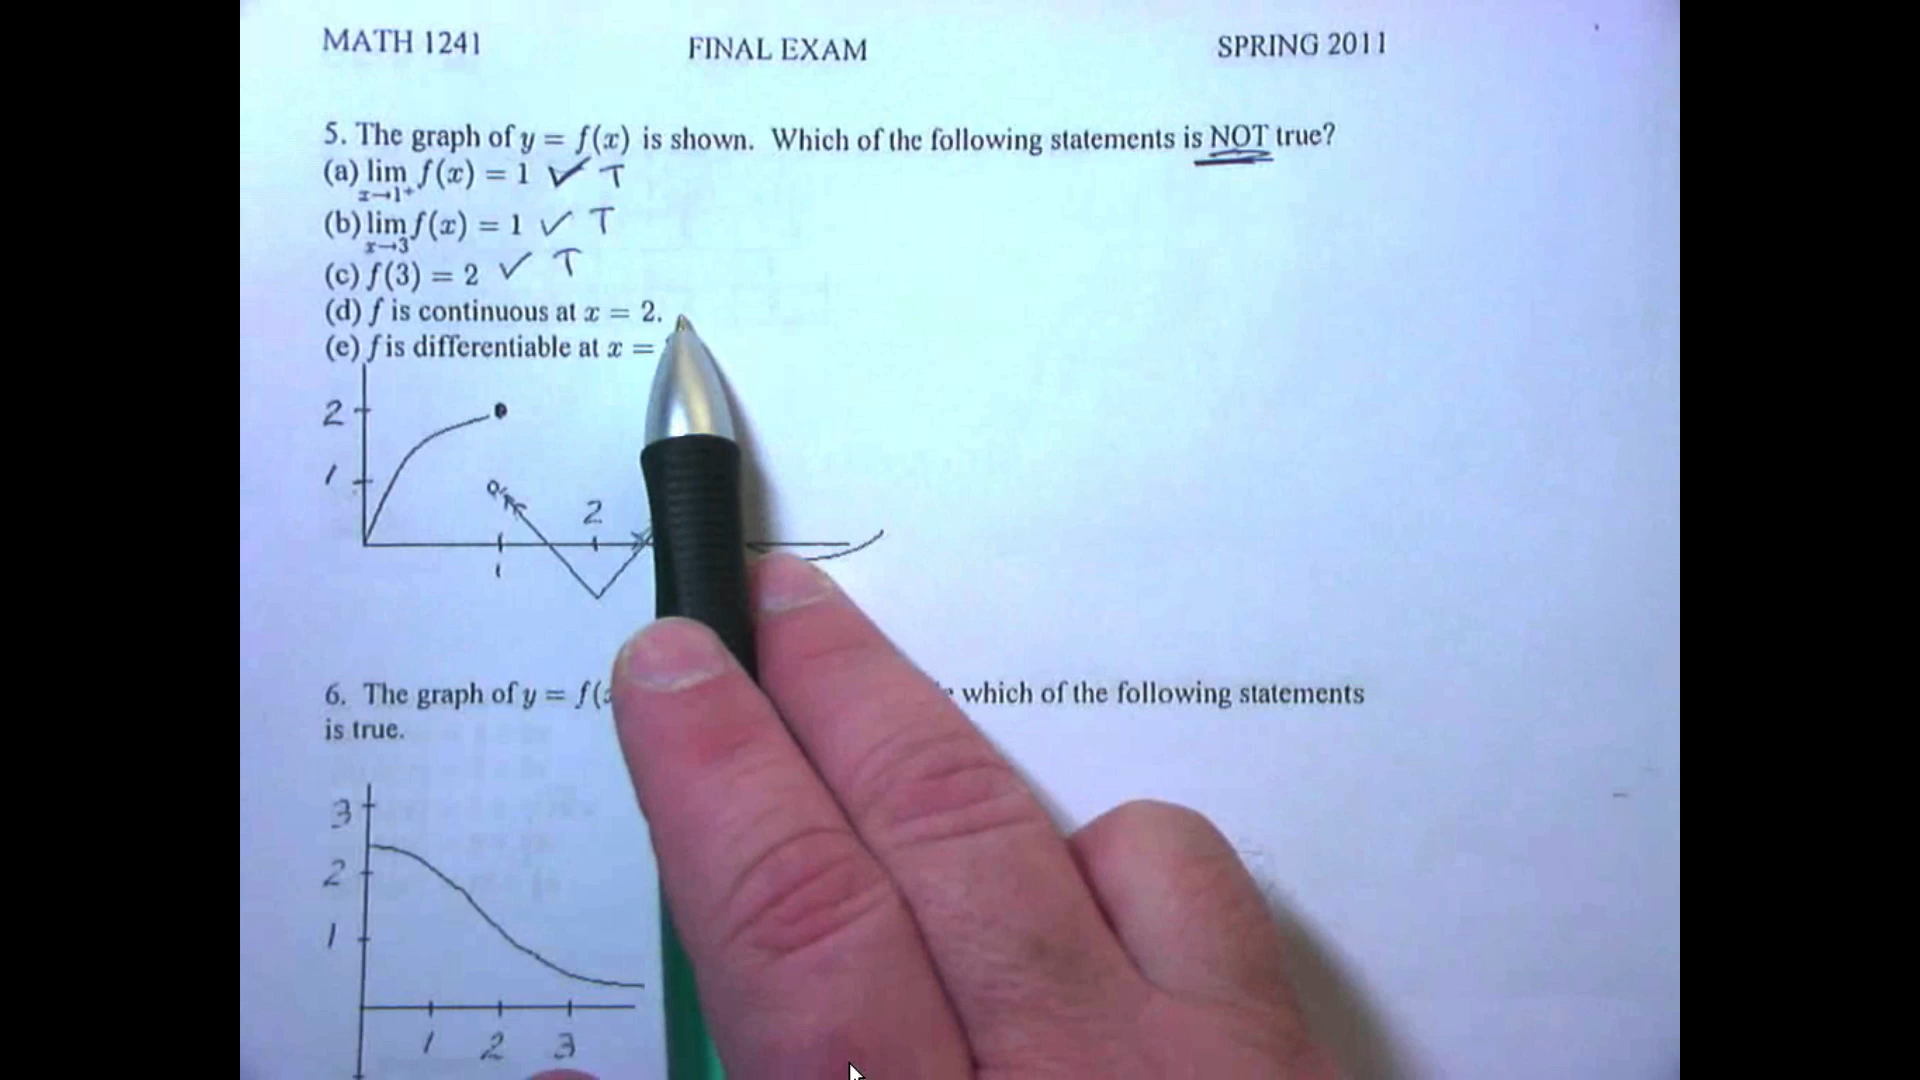 MATH 1241 FINAL EXAM SPRING 2011
5. The graph of y = f(x) is shown. Which of the following statements is NOT true?
(a) lim x→1⁺ f(x) = 1 ✓ T
(b) lim x→3 f(x) = 1 ✓ T
(c) f(3) = 2 ✓ T
(d) f is continuous at x = 2.
(e) f is differentiable at x =
2
1
2
1
6. The graph of y = f( which of the following statements
is true.
3
2
1
1 2 3